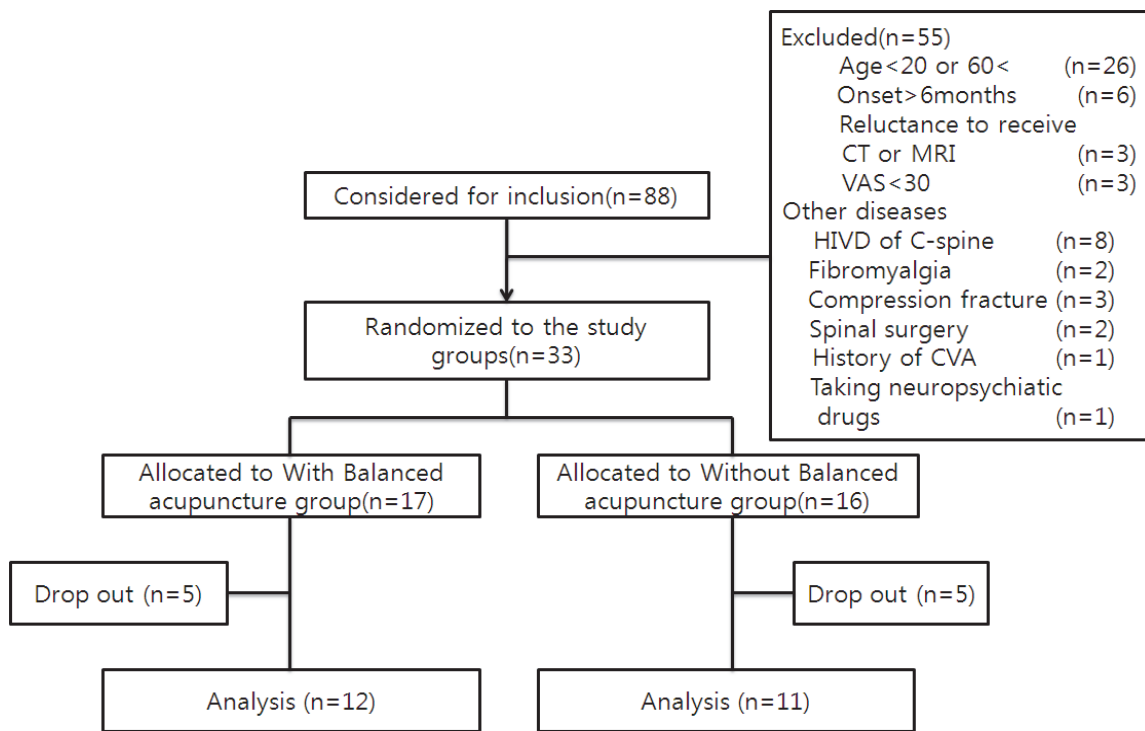 Excluded(n=55)
Age<20 or 60< (n=26)
Onset>6months (n=6)
Reluctance to receive
CT or MRI (n=3)
VAS<30 (n=3)
Other diseases
HIVD of C-spine (n=8)
Fibromyalgia (n=2)
Compression fracture (n=3)
Spinal surgery (n=2)
History of CVA (n=1)
Taking neuropsychiatic
drugs (n=1)
Considered for inclusion(n=88)
Randomized to the study
groups(n=33)
Allocated to With Balanced
acupuncture group(n=17)
Allocated to Without Balanced
acupuncture group(n=16)
Drop out (n=5)
Drop out (n=5)
Analysis (n=12)
Analysis (n=11)